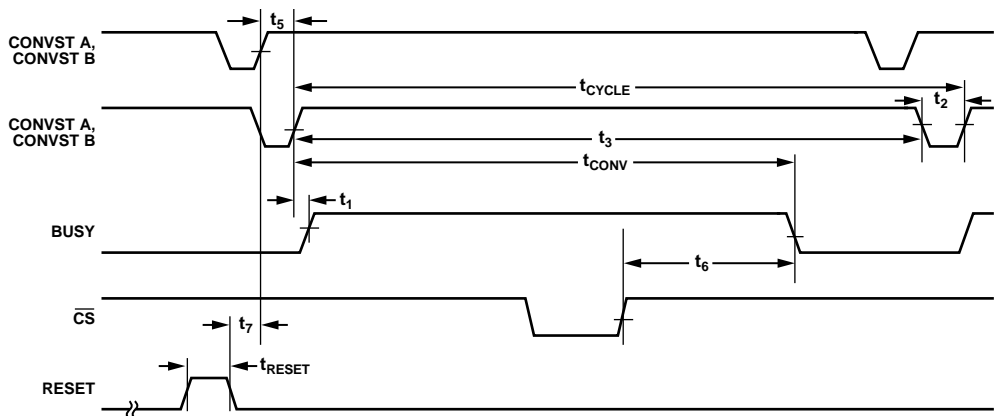 t5
CONVST A,
CONVST B
tCYCLE
t2
CONVST A,
CONVST B
t3
tCONV
t1
BUSY
t6
CS
t7
tRESET
RESET